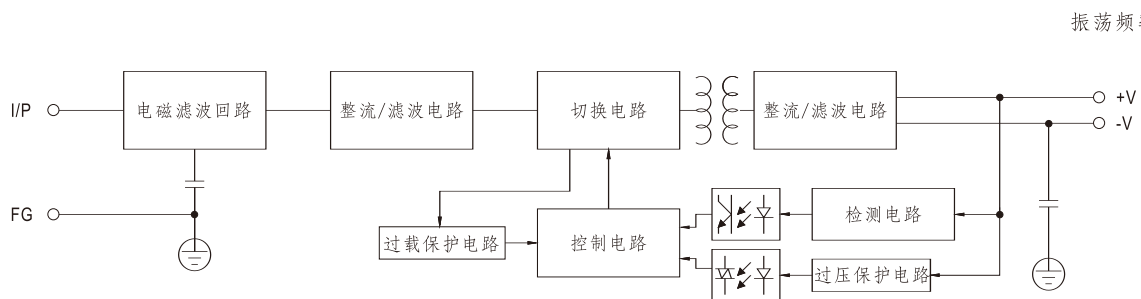 振荡频
I/P
电磁滤波回路
整流/滤波电路
切换电路
整流/滤波电路
+V
-V
FG
过载保护电路
控制电路
检测电路
过压保护电路